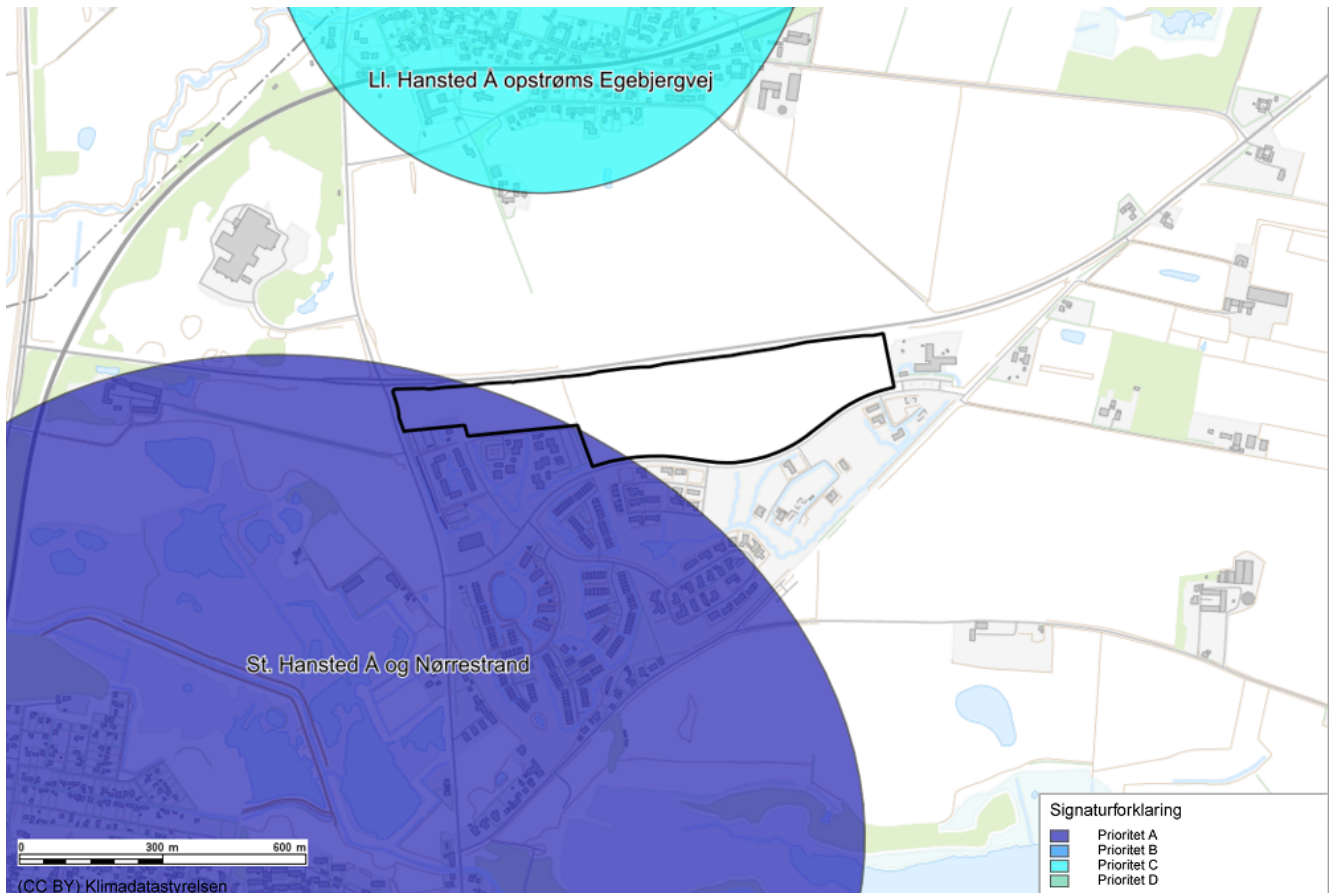 Ll. Hansted Å opstrøms Egebjergvej
St. Hansted Å og Nørrestrand
Signaturforklaring
Prioritet A
Prioritet B
Prioritet C
Prioritet D
0 300 m 600 m
(CC BY) Klimadatastyrelsen